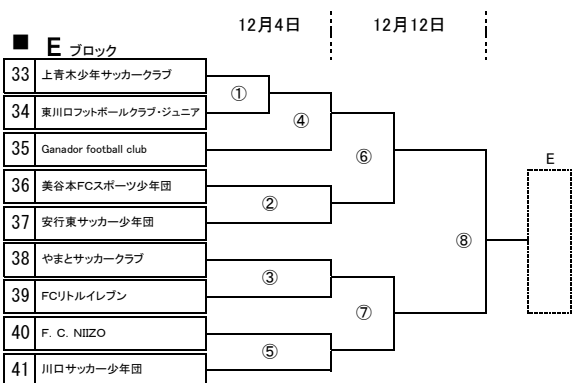 12月4日
12月12日
■ E ブロック
33 上青木少年サッカークラブ
34 東川口フットボールクラブ・ジュニア
35 Ganador football club
36 美谷本FCスポーツ少年団
37 安行東サッカー少年団
38 やまとサッカークラブ
39 FCリトルイレブン
40 F. C. NIIZO
41 川口サッカー少年団
①
④
②
③
⑤
⑥
⑦
⑧
E